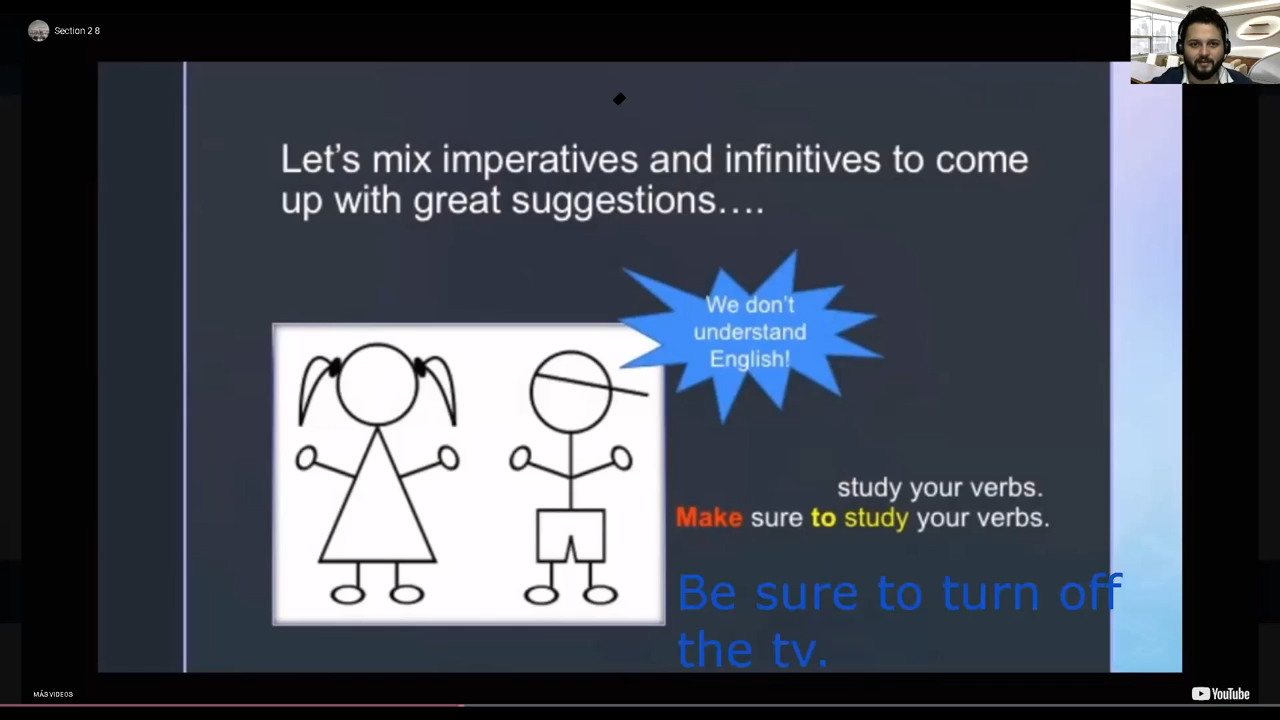 Section 2 8
Let's mix imperatives and infinitives to come
up with great suggestions….
We don't
understand
English!
study your verbs.
Make sure to study your verbs.
Be sure to turn off
the tv.
MÁS VIDEOS
YouTube